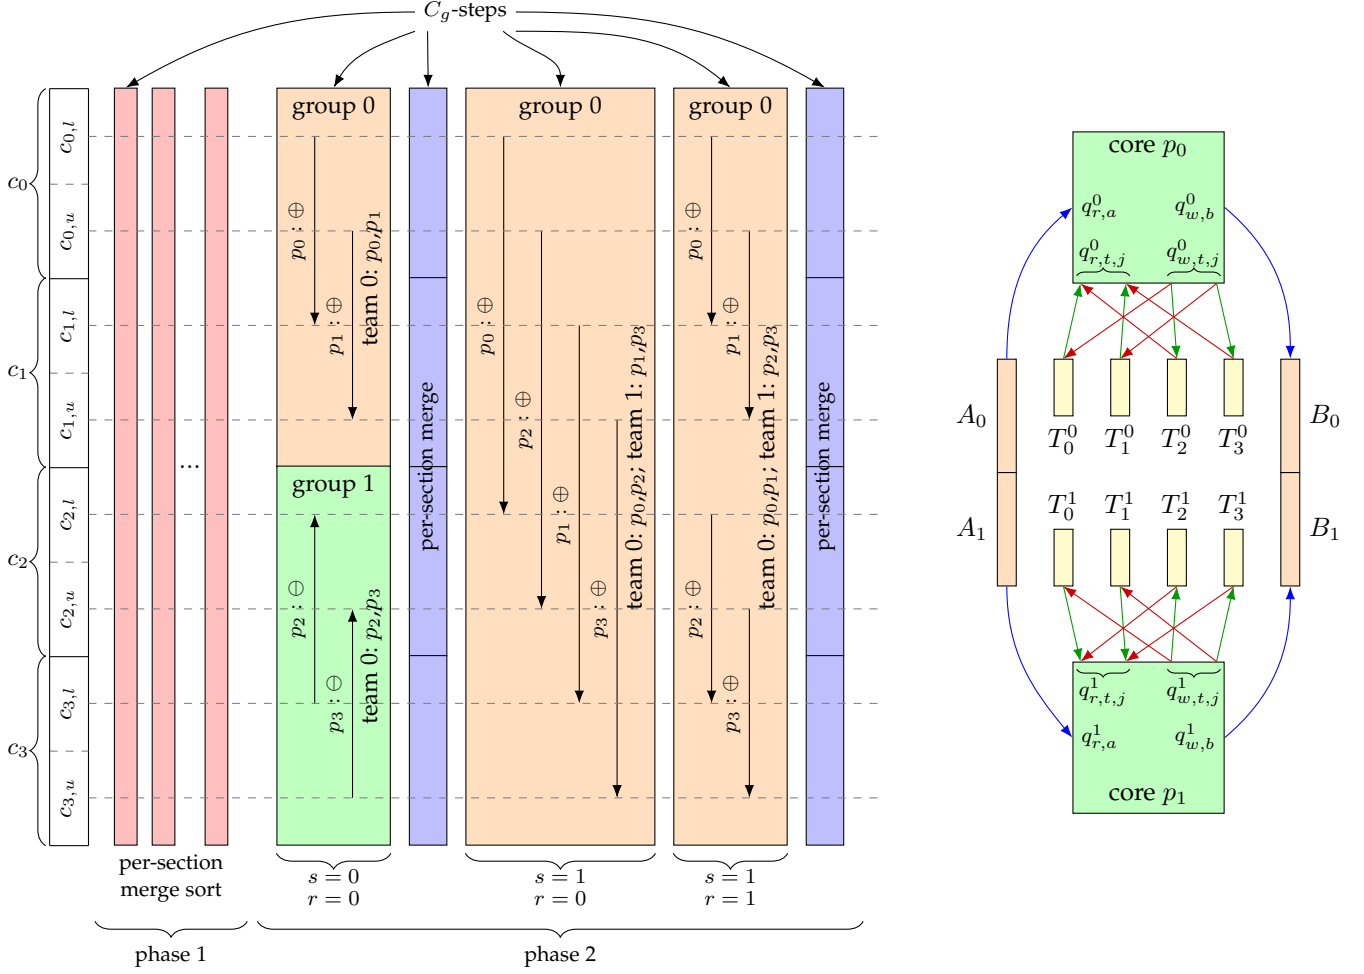 C_g-steps
group 0
group 0
group 0
c_0
c_{0,l}
c_{0,u}
c_1
c_{1,l}
c_{1,u}
c_2
c_{2,l}
c_{2,u}
c_3
c_{3,l}
c_{3,u}
...
p_0 : ⊕
p_1 : ⊕
team 0: p_0,p_1
group 1
p_2 : ⊕
p_3 : ⊕
team 0: p_2,p_3
per-section merge
p_0 : ⊕
p_2 : ⊕
p_1 : ⊕
p_3 : ⊕
team 0: p_0,p_2; team 1: p_1,p_3
p_0 : ⊕
p_1 : ⊕
p_2 : ⊕
p_3 : ⊕
team 0: p_0,p_1; team 1: p_2,p_3
per-section merge
per-section
merge sort
s = 0
r = 0
s = 1
r = 0
s = 1
r = 1
phase 1
phase 2
core p_0
q^0_{r,a}
q^0_{w,b}
q^0_{r,t,j}
q^0_{w,t,j}
A_0
T^0_0
T^0_1
T^0_2
T^0_3
B_0
A_1
T^1_0
T^1_1
T^1_2
T^1_3
B_1
q^1_{r,t,j}
q^1_{w,t,j}
q^1_{r,a}
q^1_{w,b}
core p_1